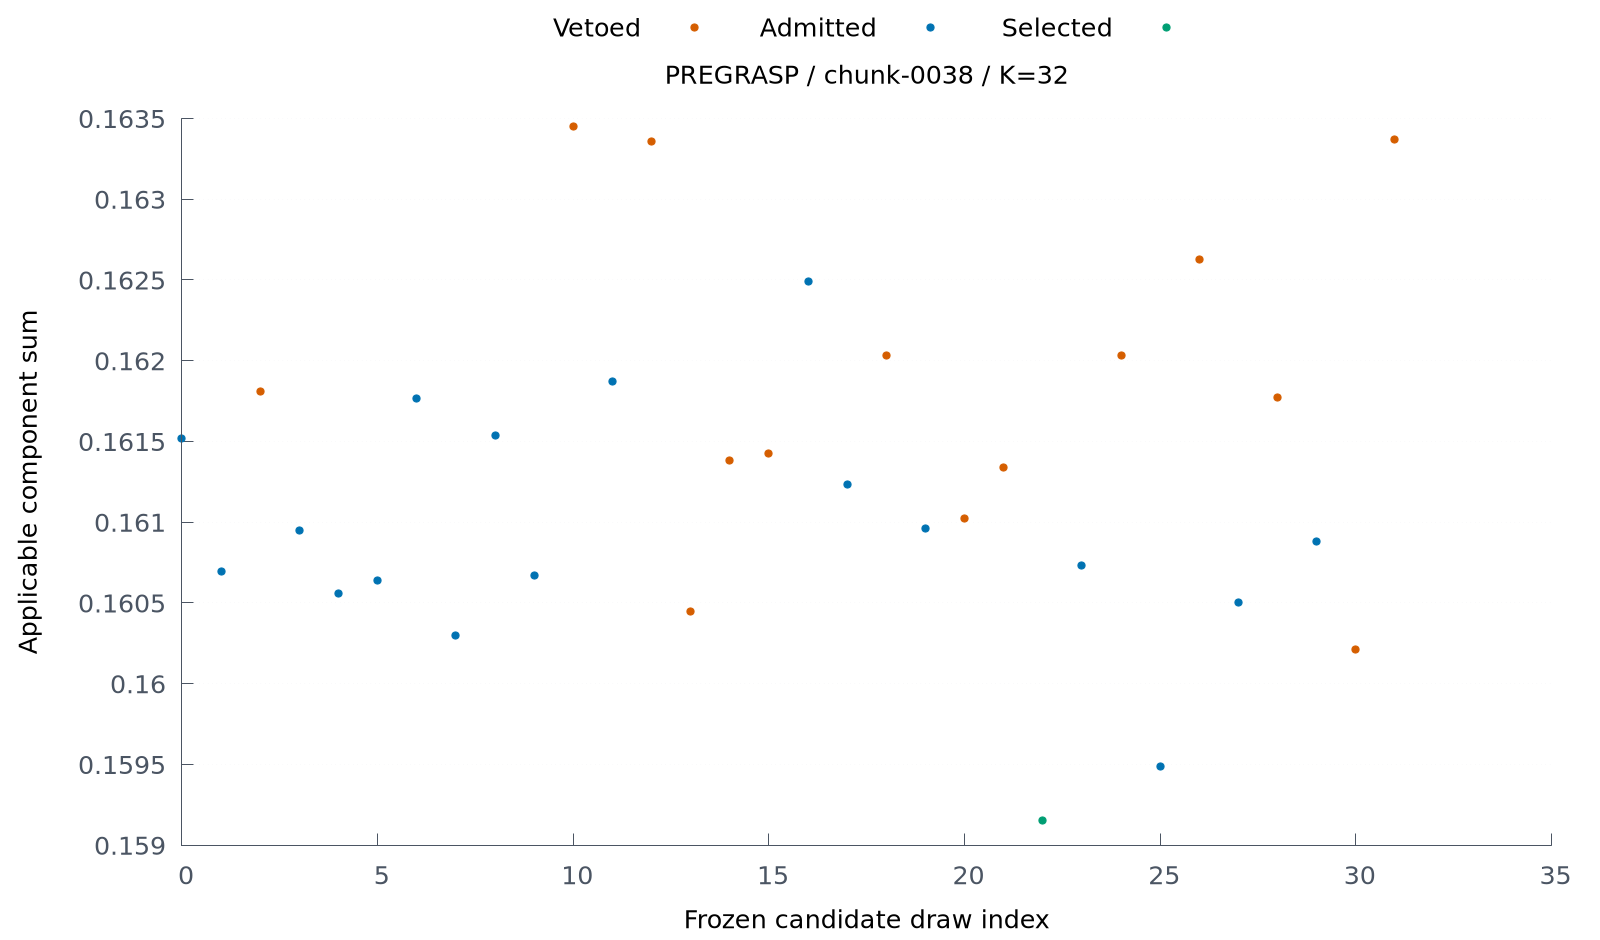 Vetoed Admitted Selected
PREGRASP / chunk-0038 / K=32
Applicable component sum
0.1635
0.163
0.1625
0.162
0.1615
0.161
0.1605
0.16
0.1595
0.159
0 5 10 15 20 25 30 35
Frozen candidate draw index